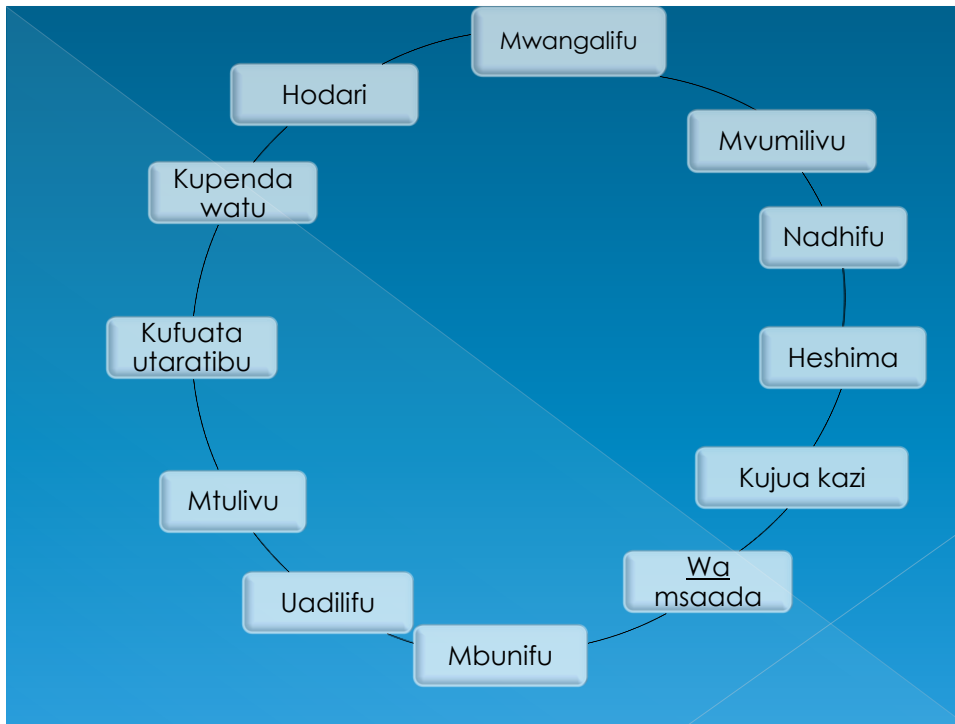 Mwangalifu
Mvumilivu
Nadhifu
Heshima
Kujua kazi
Wa
msaada
Mbunifu
Uadilifu
Mtulivu
Kufuata
utaratibu
Kupenda
watu
Hodari